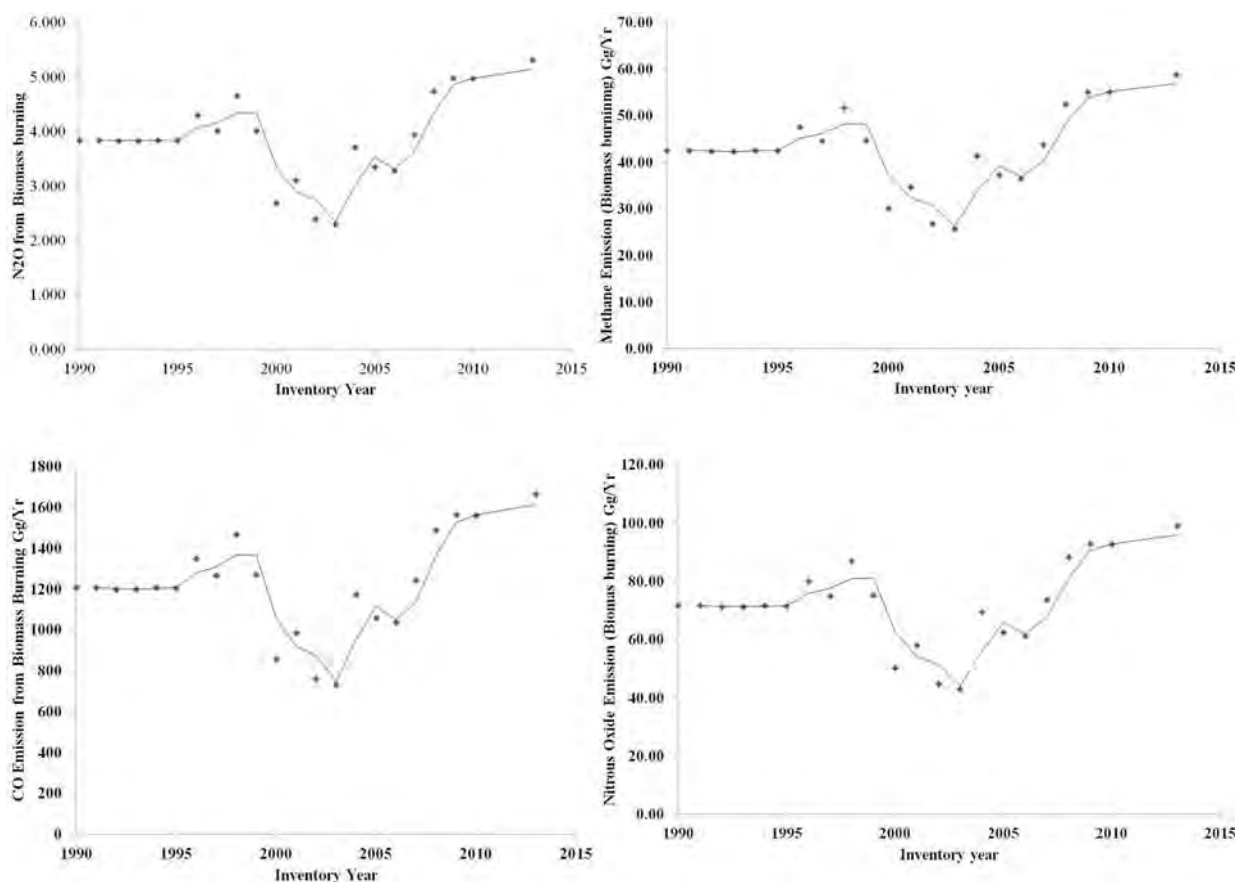 N2O from Biomass burning
6.000
5.000
4.000
3.000
2.000
1.000
0.000
1990 1995 2000 2005 2010 2015
Inventory Year
Methane Emission (Biomass burninmg) Gg/Yr
70.00
60.00
50.00
40.00
30.00
20.00
10.00
0.00
1990 1995 2000 2005 2010 2015
Inventory year
CO Emission from Biomass Burning Gg/Yr
1800
1600
1400
1200
1000
800
600
400
200
0
1990 1995 2000 2005 2010 2015
Inventory Year
Nitrous Oxide Emission (Biomas burning) Gg/Yr
120.00
100.00
80.00
60.00
40.00
20.00
0.00
1990 1995 2000 2005 2010 2015
Inventory year